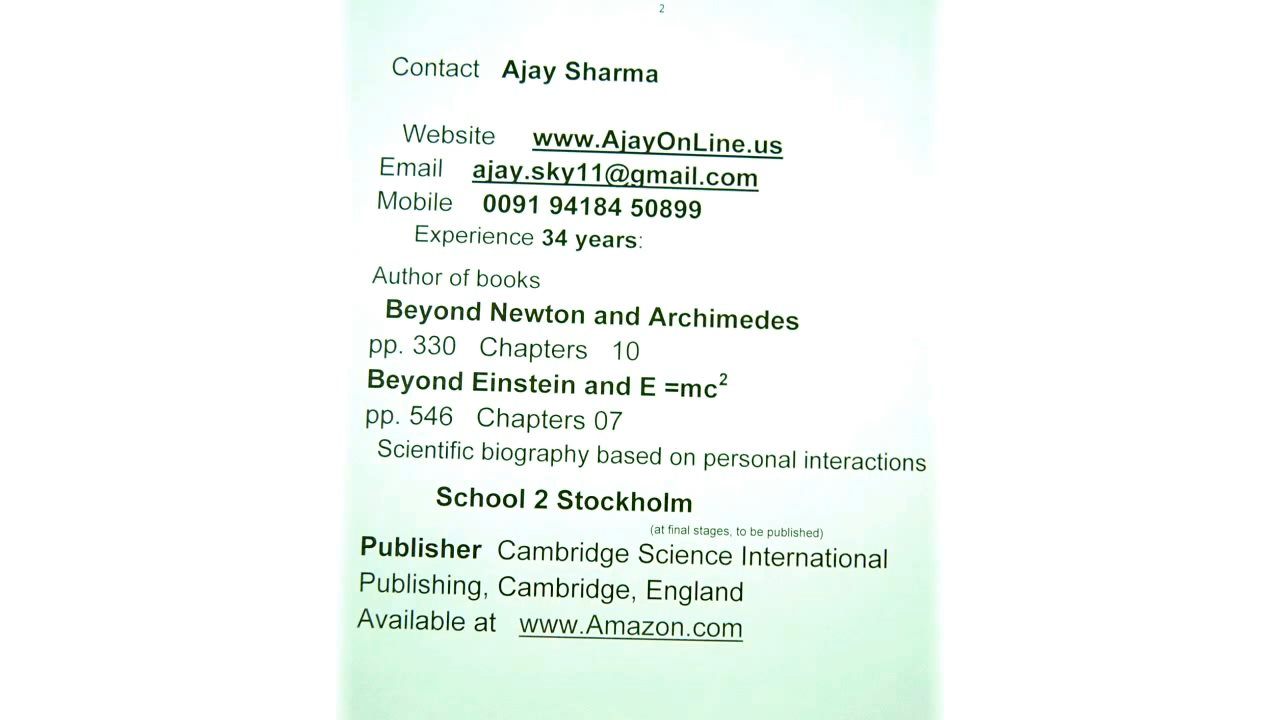 2
Contact Ajay Sharma
Website www.AjayOnLine.us
Email ajay.sky11@gmail.com
Mobile 0091 94184 50899
Experience 34 years:
Author of books
Beyond Newton and Archimedes
pp. 330 Chapters 10
Beyond Einstein and E =mc²
pp. 546 Chapters 07
Scientific biography based on personal interactions
School 2 Stockholm
(at final stages, to be published)
Publisher Cambridge Science International
Publishing, Cambridge, England
Available at www.Amazon.com